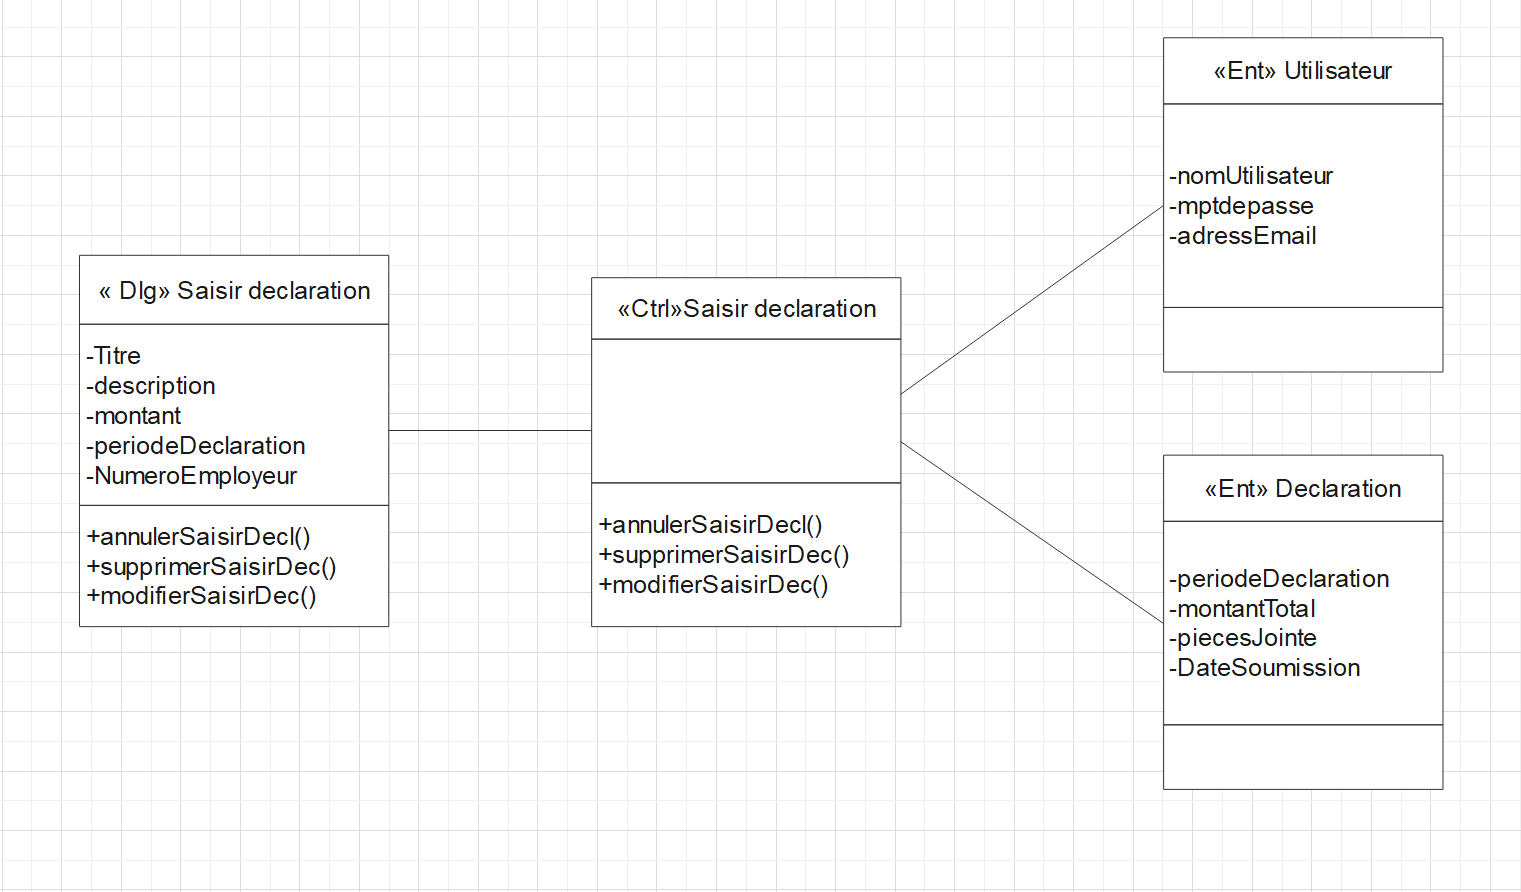 « Dlg» Saisir declaration
-Titre
-description
-montant
-periodeDeclaration
-NumeroEmployeur
+annulerSaisirDecl()
+supprimerSaisirDec()
+modifierSaisirDec()
«Ctrl»Saisir declaration
+annulerSaisirDecl()
+supprimerSaisirDec()
+modifierSaisirDec()
«Ent» Utilisateur
-nomUtilisateur
-mptdepasse
-adressEmail
«Ent» Declaration
-periodeDeclaration
-montantTotal
-piecesJointe
-DateSoumission